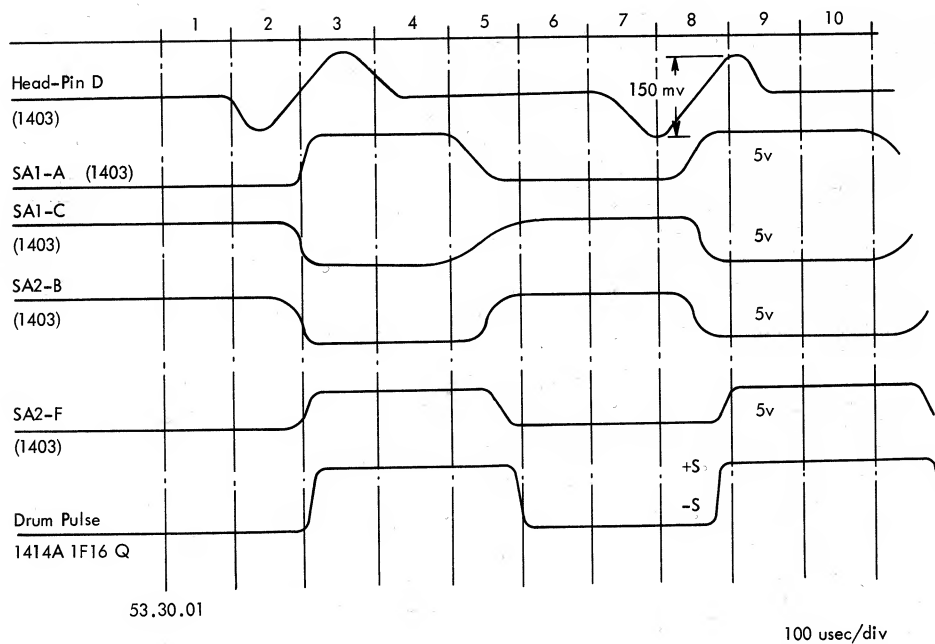 1 2 3 4 5 6 7 8 9 10
Head-Pin D
(1403)
150 mv
SA1-A (1403)
5v
SA1-C
(1403)
5v
SA2-B
(1403)
5v
SA2-F
(1403)
5v
+S
-S
Drum Pulse
1414A 1F16 Q
53.30.01
100 usec/div